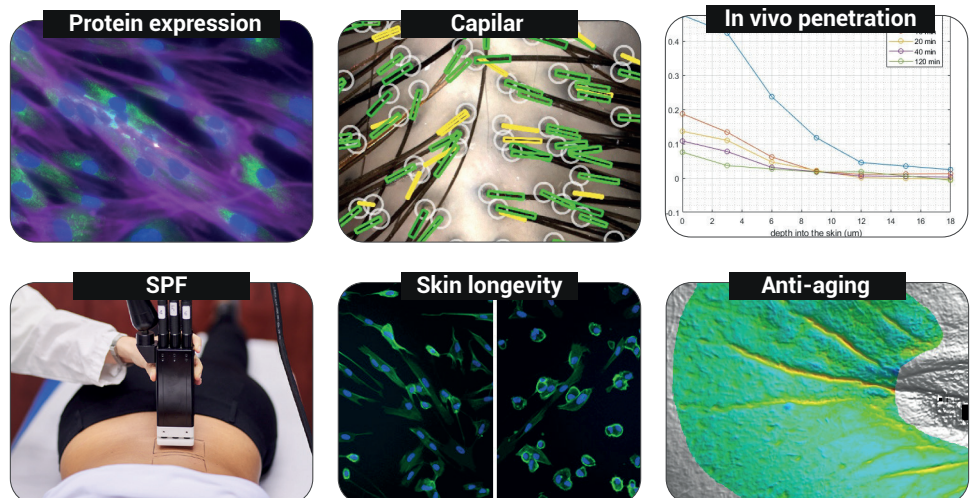 Protein expression
Capilar
In vivo penetration
20 min
40 min
120 min
0.4
0.3
0.2
0.1
0
-0.1
0 2 4 6 8 10 12 14 16 18
depth into the skin (um)
SPF
Skin longevity
Anti-aging